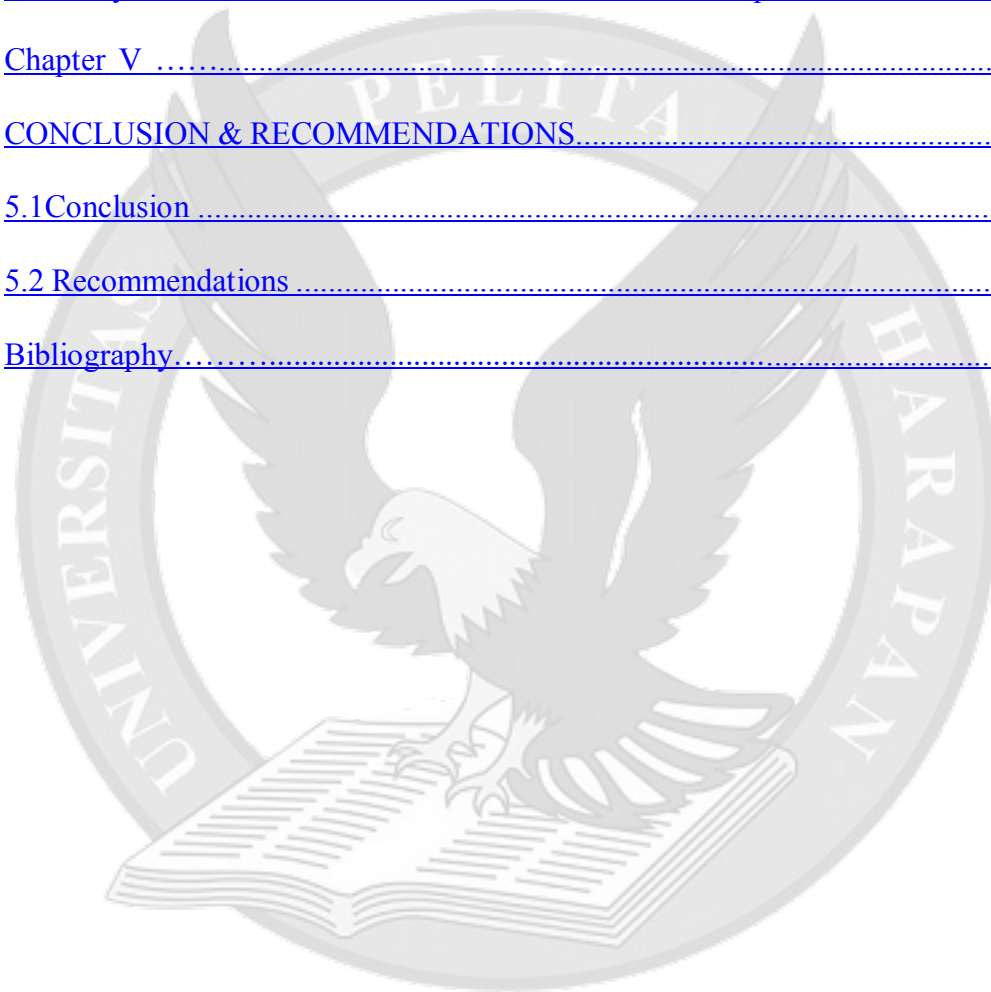 Chapter V ……..........................................................................................
CONCLUSION & RECOMMENDATIONS..................................................
5.1Conclusion ................................................................................................
5.2 Recommendations ....................................................................................
Bibliography………..................................................................................
UNIVERSITAS PELITA HARAPAN